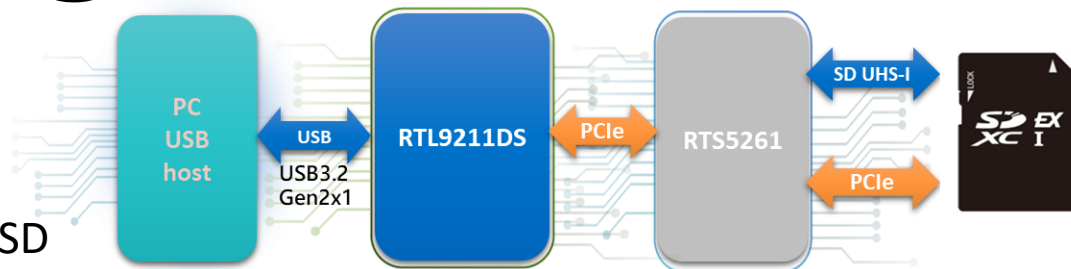 PC
USB
host
USB
USB3.2
Gen2x1
RTL9211DS
PCIe
RTS5261
SD UHS-I
PCIe
LOCK
SD EX
XC I
SD